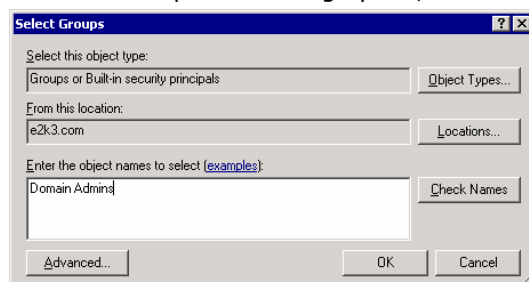 Select Groups
Select this object type:
Groups or Built-in security principals
Object Types...
From this location:
e2k3.com
Locations...
Enter the object names to select (examples):
Domain Admins
Check Names
Advanced...
OK
Cancel